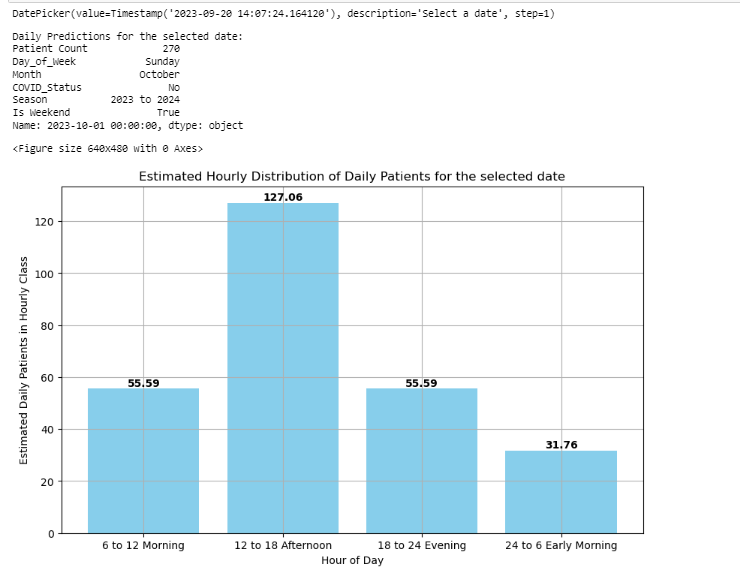 DatePicker(value=Timestamp('2023-09-20 14:07:24.164120'), description='Select a date', step=1)
Daily Predictions for the selected date:
Patient Count 270
Day_of_Week Sunday
Month October
COVID_Status No
Season 2023 to 2024
Is Weekend True
Name: 2023-10-01 00:00:00, dtype: object
<Figure size 640x480 with 0 Axes>
Estimated Hourly Distribution of Daily Patients for the selected date
127.06
120
100
80
60
55.59
55.59
40
31.76
20
0
Estimated Daily Patients in Hourly Class
6 to 12 Morning
12 to 18 Afternoon
18 to 24 Evening
24 to 6 Early Morning
Hour of Day